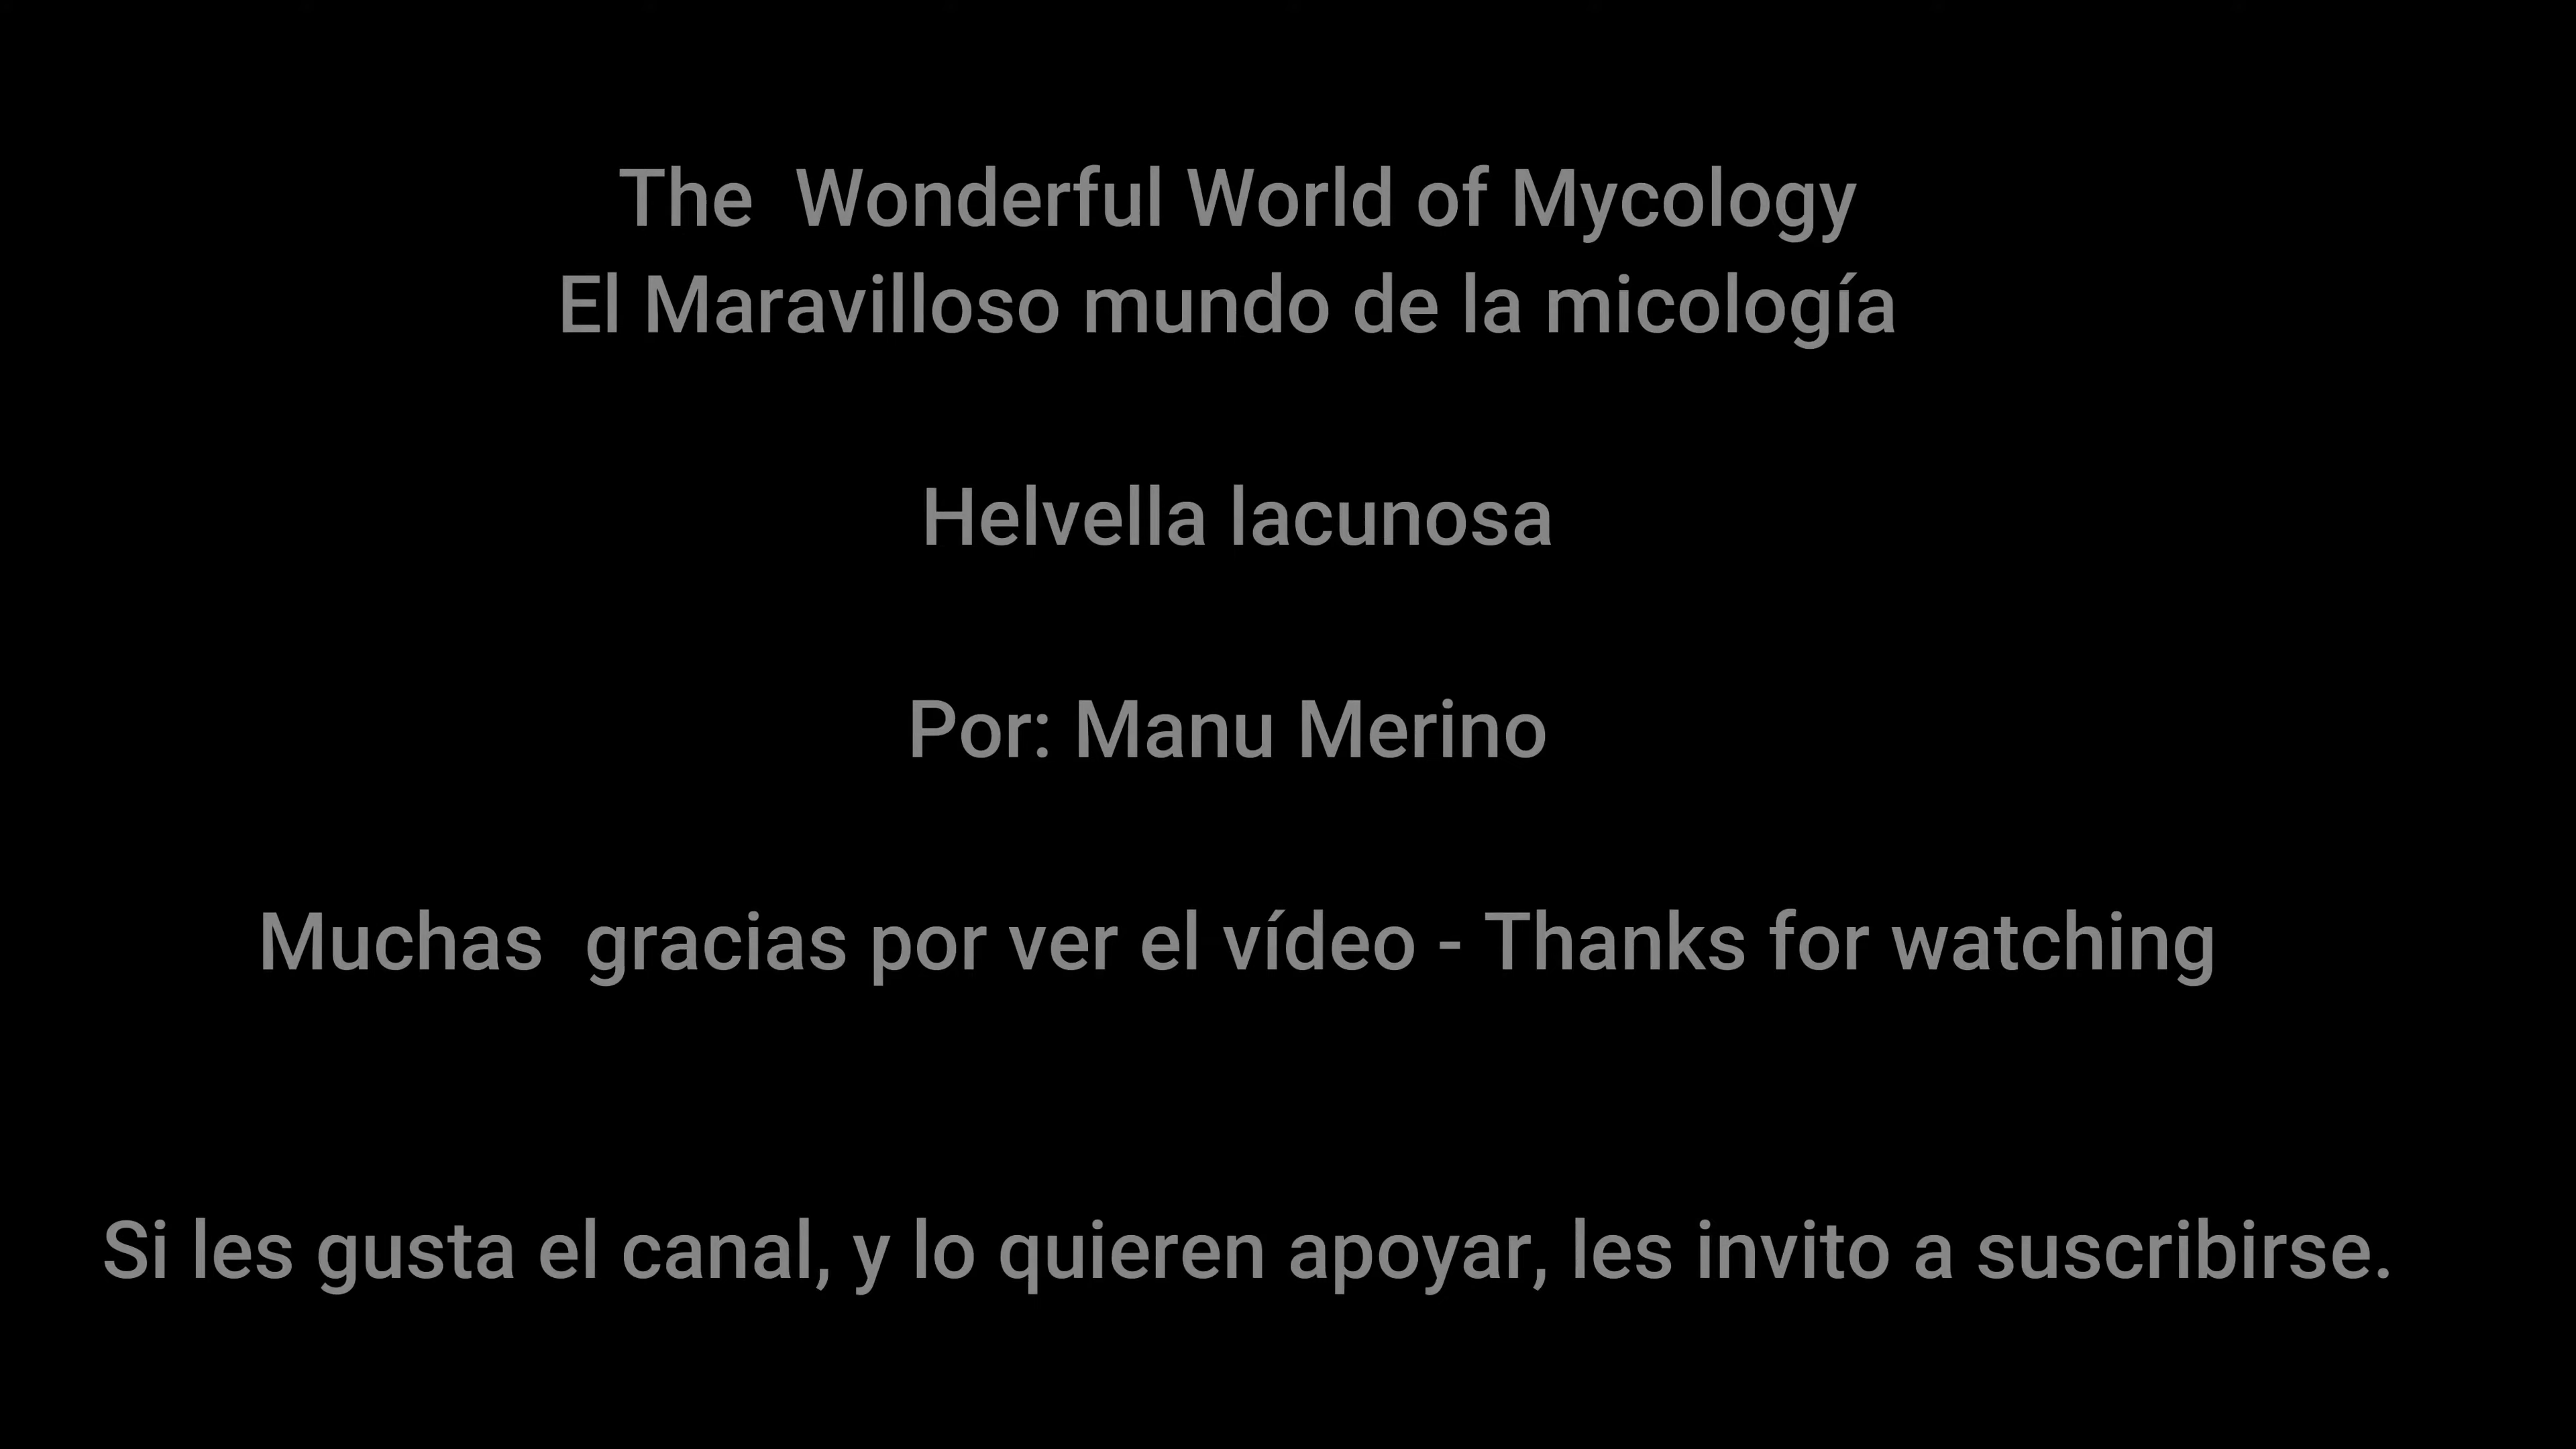 The  Wonderful World of Mycology
El Maravilloso mundo de la micología
Helvella lacunosa
Por: Manu Merino
Muchas  gracias por ver el vídeo - Thanks for watching
Si les gusta el canal, y lo quieren apoyar, les invito a suscribirse.